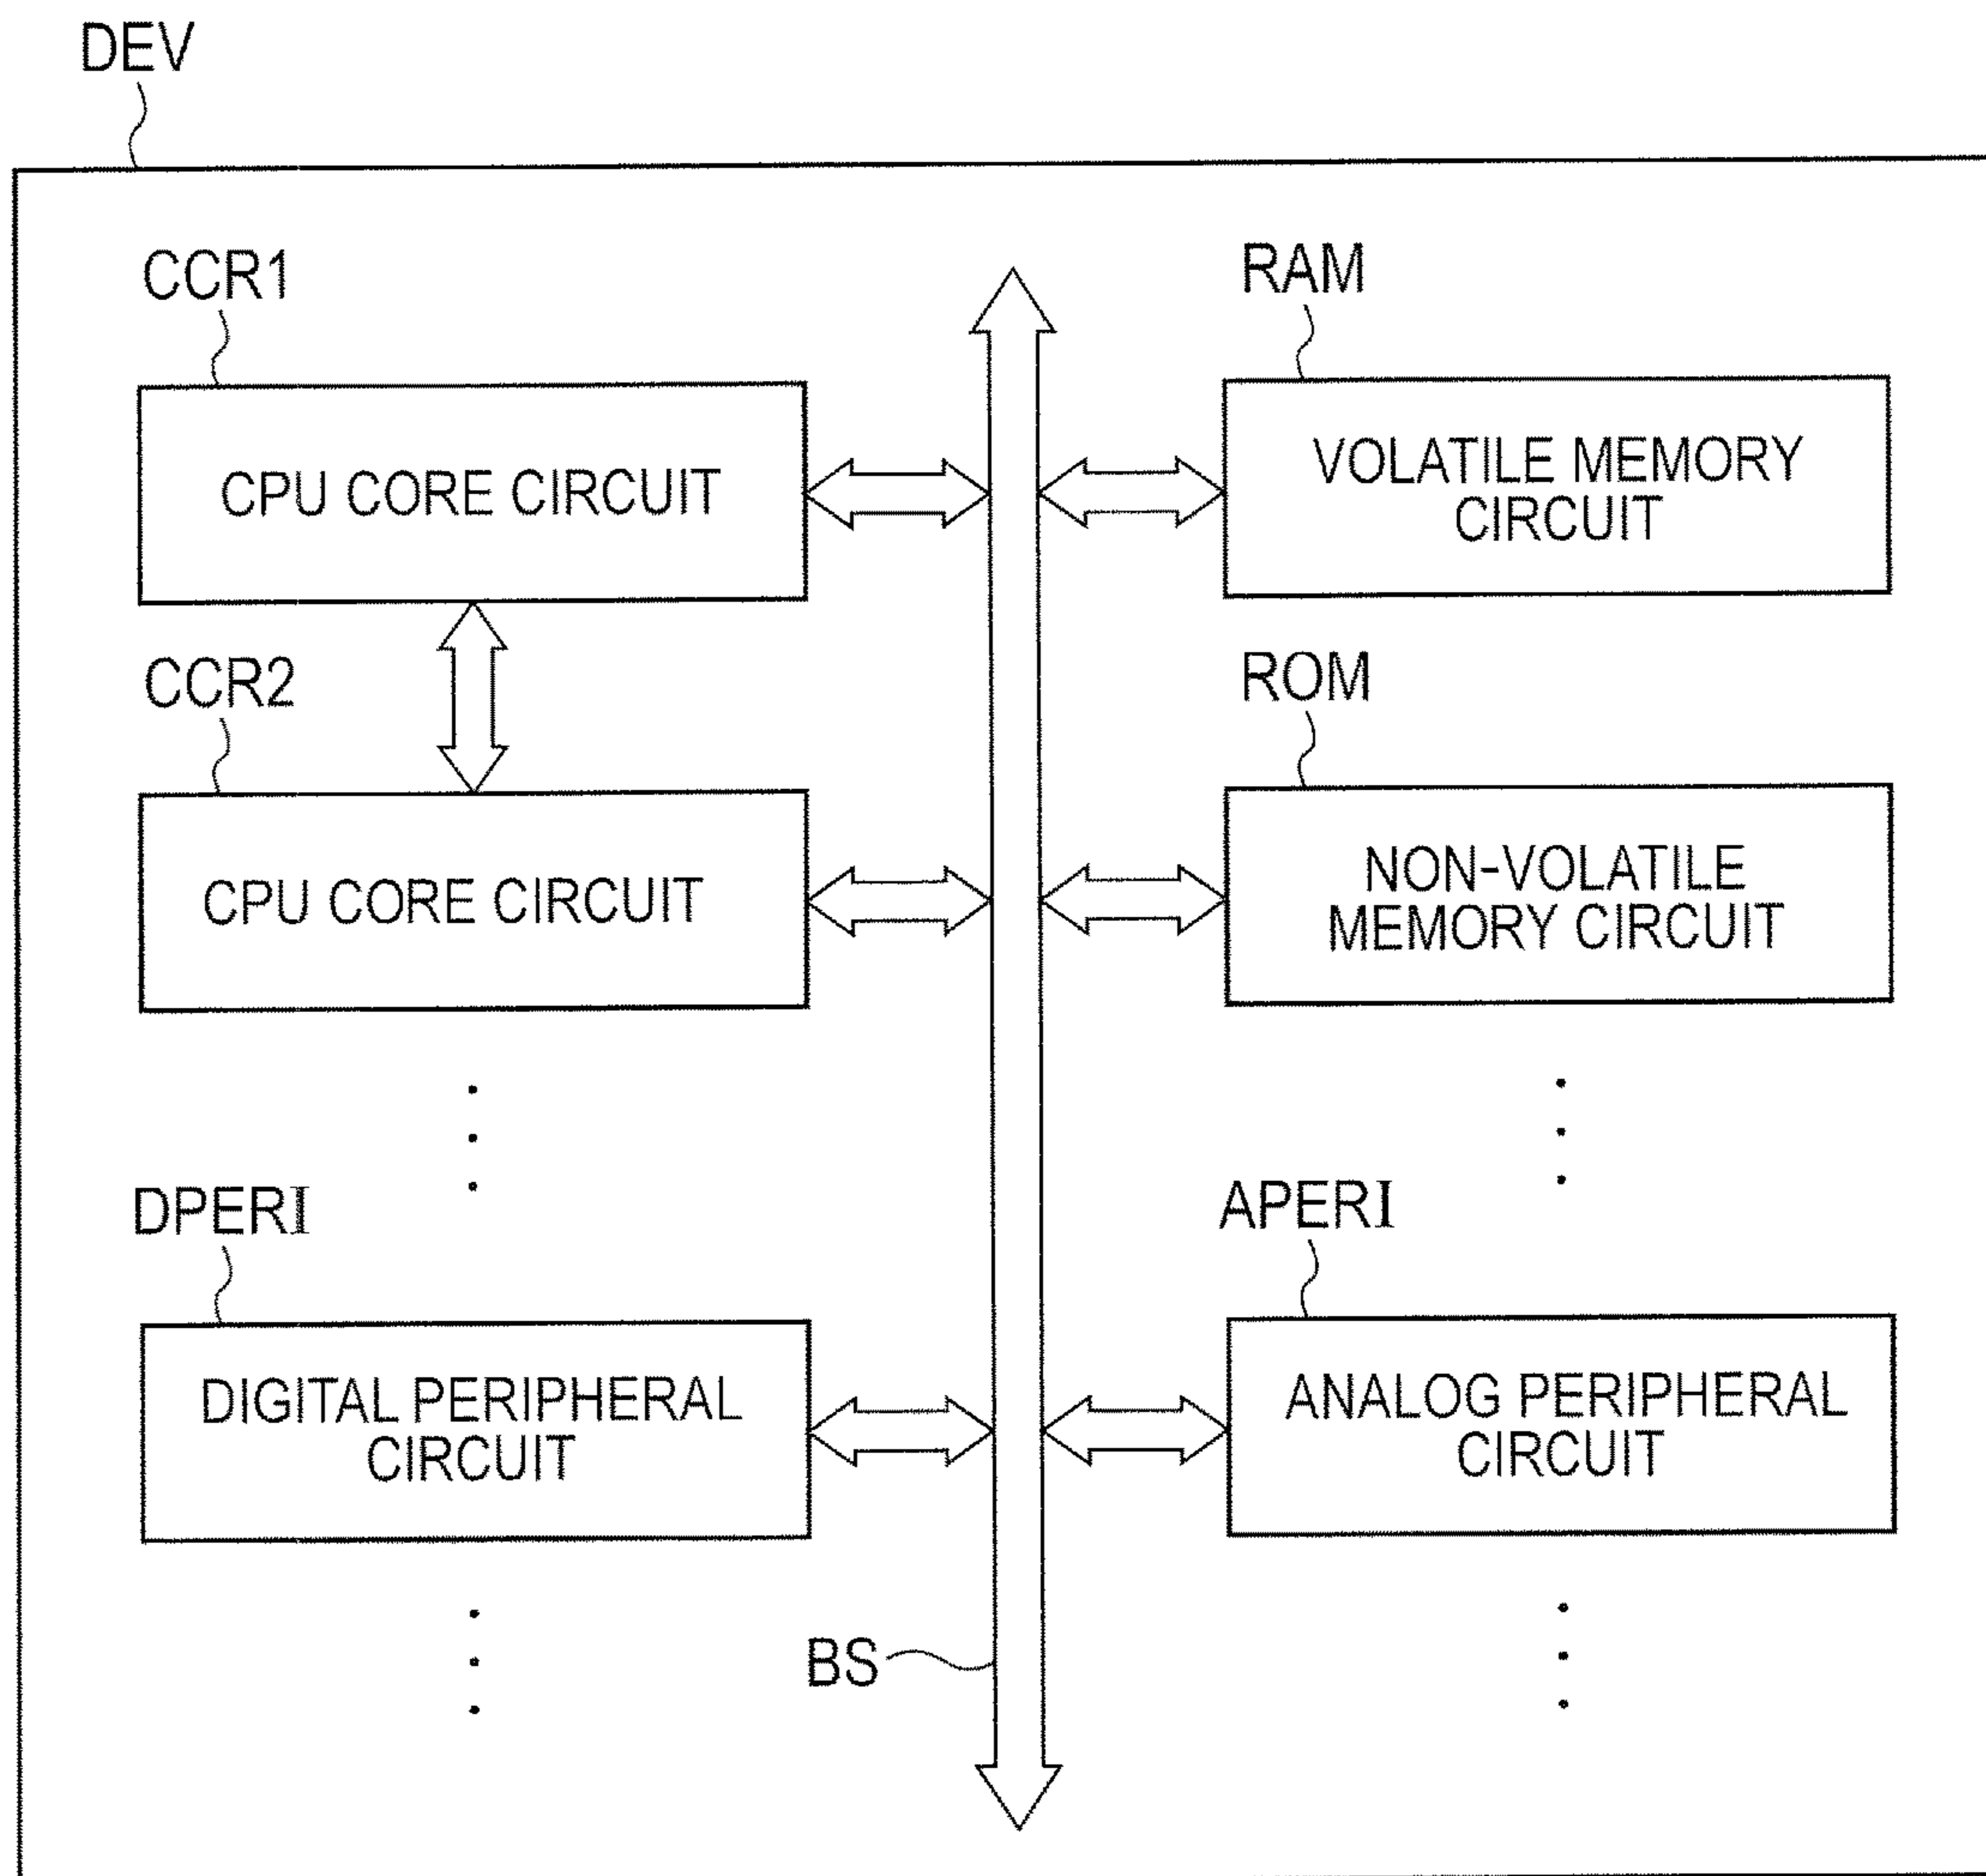 DEV
CCR1
CPU CORE CIRCUIT
RAM
VOLATILE MEMORY
CIRCUIT
CCR2
CPU CORE CIRCUIT
ROM
NON-VOLATILE
MEMORY CIRCUIT
DPERI
DIGITAL PERIPHERAL
CIRCUIT
APERI
ANALOG PERIPHERAL
CIRCUIT
BS